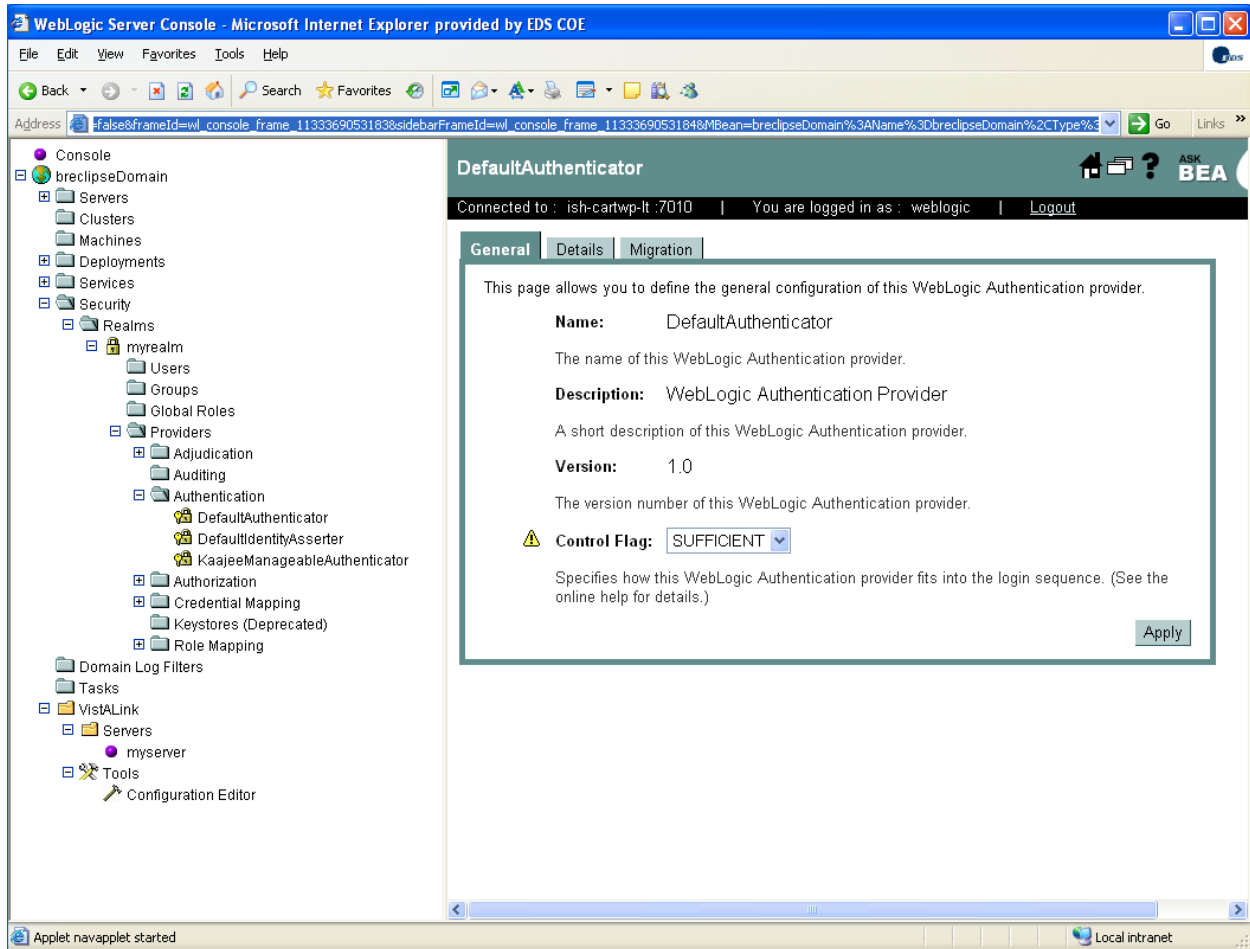 WebLogic Server Console - Microsoft Internet Explorer provided by EDS COE
File Edit View Favorites Tools Help
EDS
Back Search Favorites
Address =false&frameId=wl_console_frame_1133369053183&sidebarFrameId=wl_console_frame_1133369053184&MBean=breclipseDomain%3AName%3DbreclipseDomain%2CType%3 Go Links »
Console
breclipseDomain
Servers
Clusters
Machines
Deployments
Services
Security
Realms
myrealm
Users
Groups
Global Roles
Providers
Adjudication
Auditing
Authentication
DefaultAuthenticator
DefaultIdentityAsserter
KaajeeManageableAuthenticator
Authorization
Credential Mapping
Keystores (Deprecated)
Role Mapping
Domain Log Filters
Tasks
VistALink
Servers
myserver
Tools
Configuration Editor
DefaultAuthenticator
? ASK
BEA
Connected to : ish-cartwp-lt :7010 | You are logged in as : weblogic | Logout
General Details Migration
This page allows you to define the general configuration of this WebLogic Authentication provider.
Name: DefaultAuthenticator
The name of this WebLogic Authentication provider.
Description: WebLogic Authentication Provider
A short description of this WebLogic Authentication provider.
Version: 1.0
The version number of this WebLogic Authentication provider.
Control Flag: SUFFICIENT
Specifies how this WebLogic Authentication provider fits into the login sequence. (See the
online help for details.)
Apply
Applet navapplet started
Local intranet